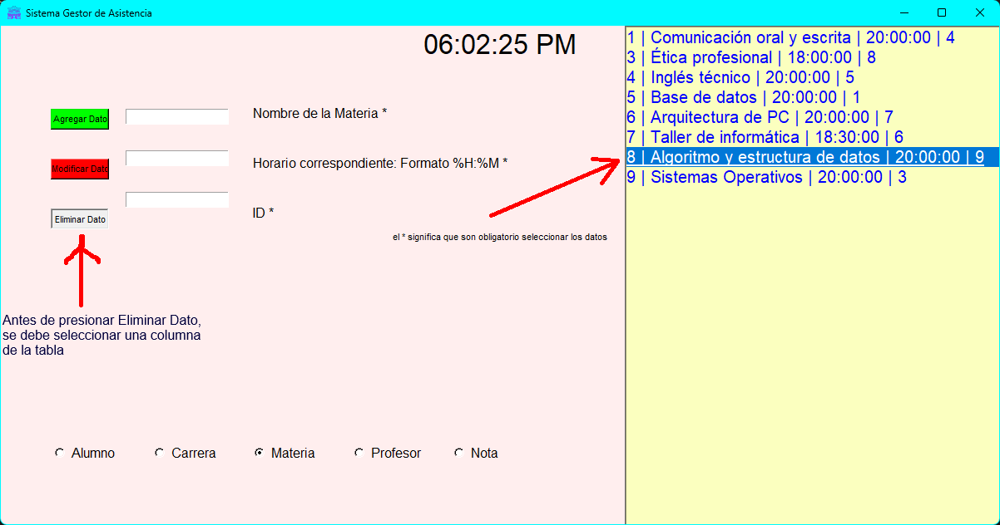 Sistema Gestor de Asistencia
06:02:25 PM
Agregar Dato
Nombre de la Materia *
Modificar Dato
Horario correspondiente: Formato %H:%M *
Eliminar Dato
ID *
el * significa que son obligatorio seleccionar los datos
Antes de presionar Eliminar Dato,
se debe seleccionar una columna
de la tabla
Alumno
Carrera
Materia
Profesor
Nota
1 | Comunicación oral y escrita | 20:00:00 | 4
3 | Ética profesional | 18:00:00 | 8
4 | Inglés técnico | 20:00:00 | 5
5 | Base de datos | 20:00:00 | 1
6 | Arquitectura de PC | 20:00:00 | 7
7 | Taller de informática | 18:30:00 | 6
8 | Algoritmo y estructura de datos | 20:00:00 | 9
9 | Sistemas Operativos | 20:00:00 | 3